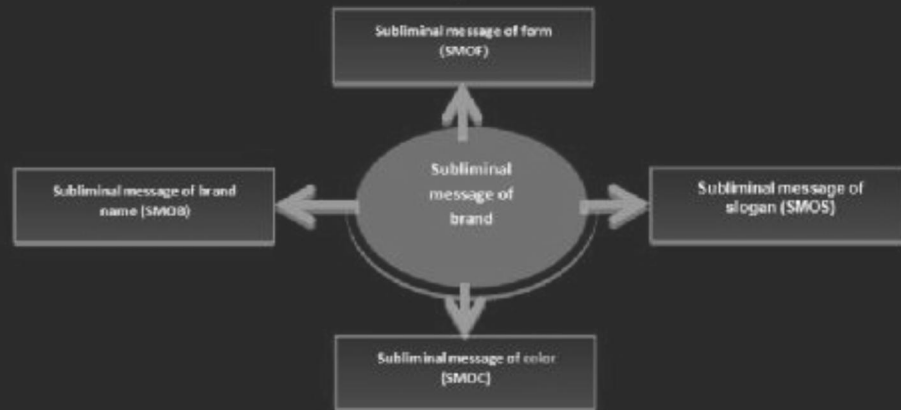 Subliminal message of form
(SMOF)
Subliminal
message of
brand
Subliminal message of brand
name (SMOB)
Subliminal message of
slogan (SMOS)
Subliminal message of color
(SMOC)